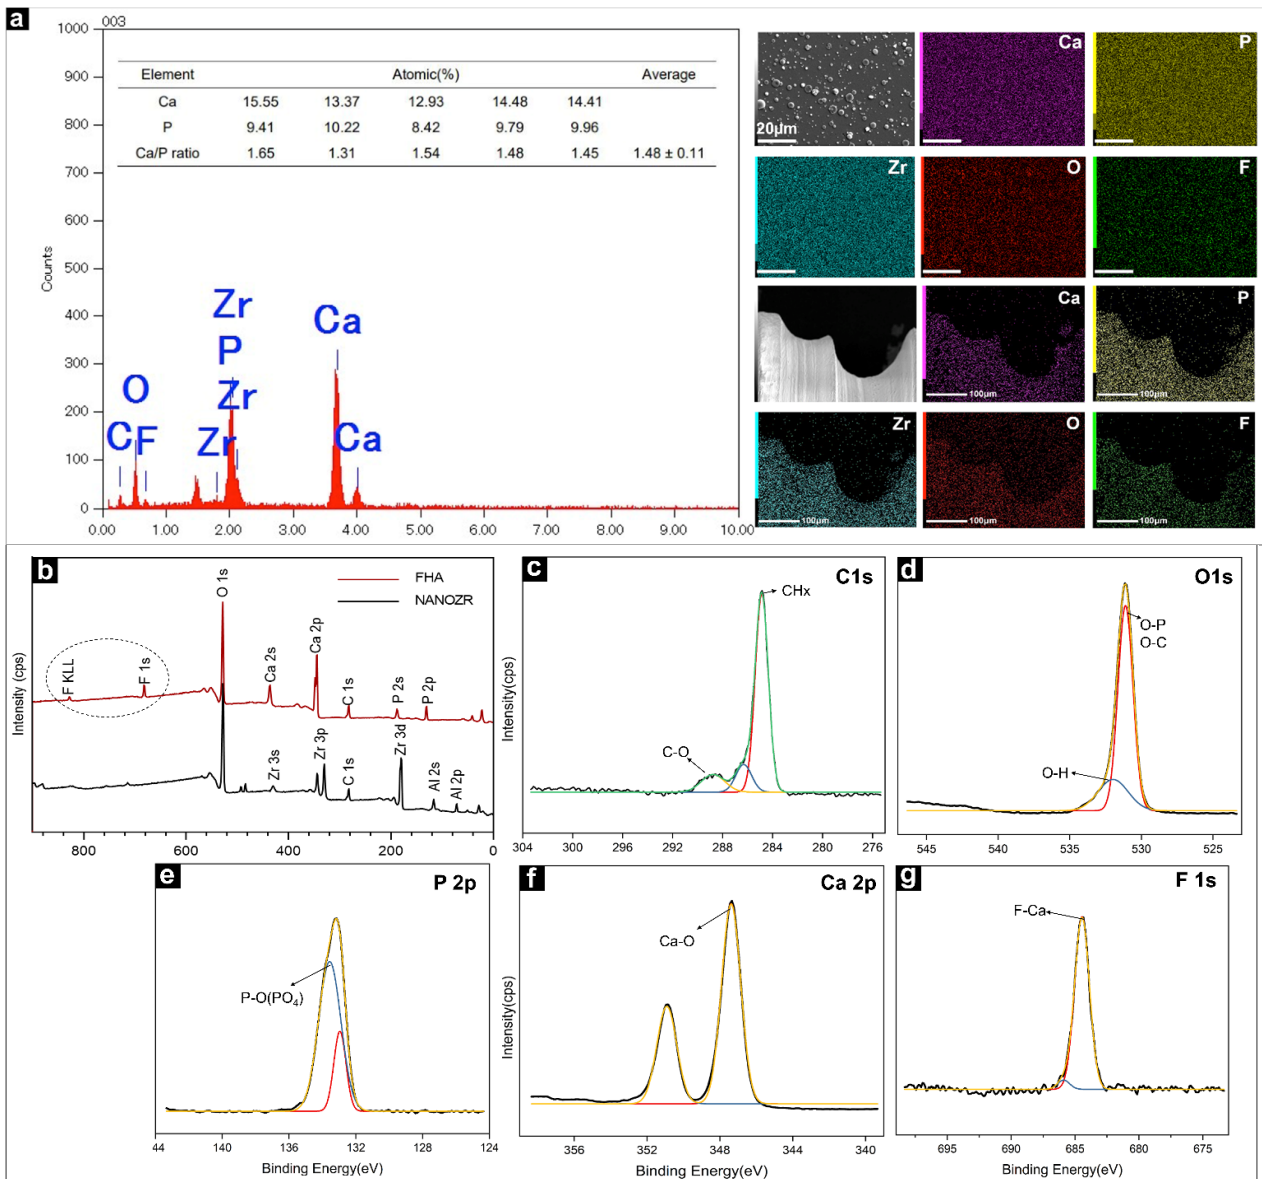 a
003
1000
900
800
700
600
500
400
300
200
100
0
Counts
Element Atomic(%) Average
Ca 15.55 13.37 12.93 14.48 14.41
P 9.41 10.22 8.42 9.79 9.96
Ca/P ratio 1.65 1.31 1.54 1.48 1.45 1.48 ± 0.11
Zr
P
Zr
Ca
O
C
F
Zr
Ca
0.00 1.00 2.00 3.00 4.00 5.00 6.00 7.00 8.00 9.00 10.00
20μm
Ca
P
Zr
O
F
Ca
100μm
P
100μm
Zr
100μm
O
100μm
F
100μm
b
Intensity (cps)
FHA
NANOZR
F KLL
F 1s
O 1s
Ca 2s
Ca 2p
C 1s
P 2s
P 2p
Zr 3s
Zr 3p
C 1s
Zr 3d
Al 2s
Al 2p
800 600 400 200 0
c
C1s
Intensity(cps)
CHx
C-O
304 300 296 292 288 284 280 276
d
O1s
O-P
O-C
O-H
545 540 535 530 525
e
P 2p
P-O(PO₄)
44 140 136 132 128 124
Binding Energy(eV)
f
Ca 2p
Intensity(cps)
Ca-O
356 352 348 344 340
Binding Energy(eV)
g
F 1s
F-Ca
695 690 685 680 675
Binding Energy(eV)